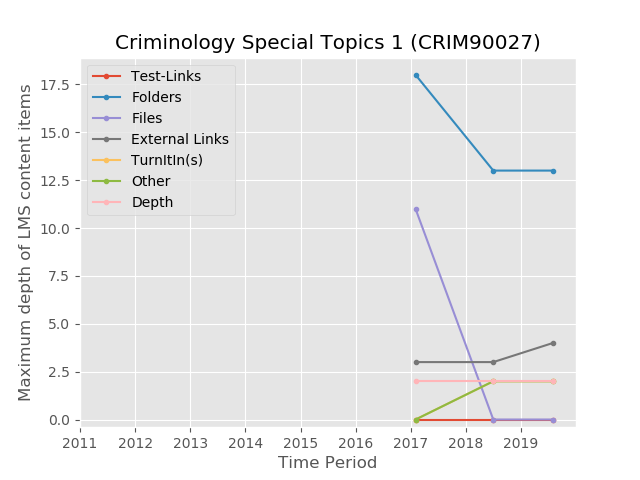 Criminology Special Topics 1 (CRIM90027)
Test-Links
Folders
Files
External Links
TurnItIn(s)
Other
Depth
Maximum depth of LMS content items
17.5
15.0
12.5
10.0
7.5
5.0
2.5
0.0
2011 2012 2013 2014 2015 2016 2017 2018 2019
Time Period